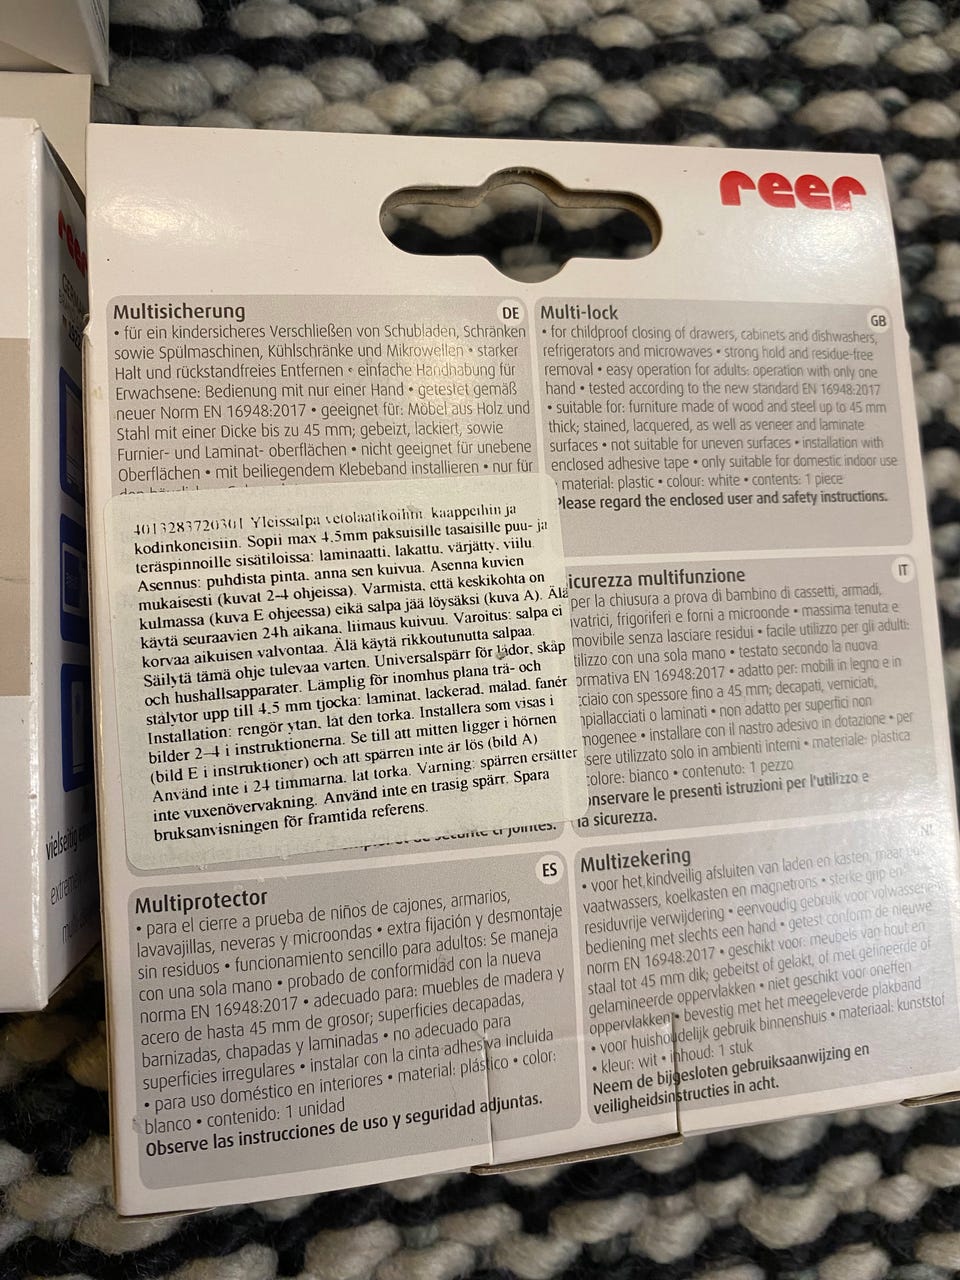 reer
Multisicherung DE
• für ein kindersicheres Verschließen von Schubladen, Schränken
sowie Spülmaschinen, Kühlschränke und Mikrowellen • starker
Halt und rückstandfreies Entfernen • einfache Handhabung für
Erwachsene: Bedienung mit nur einer Hand • getestet gemäß
neuer Norm EN 16948:2017 • geeignet für: Möbel aus Holz und
Stahl mit einer Dicke bis zu 45 mm; gebeizt, lackiert, sowie
Furnier- und Laminat- oberflächen • nicht geeignet für unebene
Oberflächen • mit beiliegendem Klebeband installieren • nur für
Multi-lock GB
• for childproof closing of drawers, cabinets and dishwashers,
refrigerators and microwaves • strong hold and residue-free
removal • easy operation for adults: operation with only one
hand • tested according to the new standard EN 16948:2017
• suitable for: furniture made of wood and steel up to 45 mm
thick; stained, lacquered, as well as veneer and laminate
surfaces • not suitable for uneven surfaces • installation with
enclosed adhesive tape • only suitable for domestic indoor use
material: plastic • colour: white • contents: 1 piece
Please regard the enclosed user and safety instructions.
4013283720301 Yleissalpa vetolaatikoihin, kaappeihin ja
kodinkoneisiin. Sopii max 4,5mm paksuisille tasaisille puu- ja
teräspinnoille sisätiloissa: laminaatti, lakattu, värjätty, viilu.
Asennus: puhdista pinta, anna sen kuivua. Asenna kuvien
mukaisesti (kuvat 2-4 ohjeissa). Varmista, että keskikohta on
kulmassa (kuva E ohjeessa) eikä salpa jää löysäksi (kuva A). Älä
käytä seuraavien 24h aikana, liimaus kuivuu. Varoitus: salpa ei
korvaa aikuisen valvontaa. Älä käytä rikkoutunutta salpaa.
Säilytä tämä ohje tulevaa varten. Universalspärr för lådor, skåp
och hushallsapparater. Lämplig för inomhus plana trä- och
stålytor upp till 4,5 mm tjocka: laminat, lackerad, malad, fanér
Installation: rengör ytan, låt den torka. Installera som visas i
bilder 2-4 i instruktionerna. Se till att mitten ligger i hörnen
(bild E i instruktioner) och att spärren inte är lös (bild A)
Använd inte i 24 timmarna, lat torka. Varning: spärren ersätter
inte vuxenövervakning. Använd inte en trasig spärr. Spara
bruksanvisningen för framtida referens.
icurezza multifunzione IT
per la chiusura a prova di bambino di cassetti, armadi,
ivatrici, frigoriferi e forni a microonde • massima tenuta e
movibile senza lasciare residui • facile utilizzo per gli adulti:
tilizzo con una sola mano • testato secondo la nuova
ormativa EN 16948:2017 • adatto per: mobili in legno e in
ciaio con spessore fino a 45 mm; decapati, verniciati,
npiallacciati o laminati • non adatto per superfici non
mogenee • installare con il nastro adesivo in dotazione • per
sere utilizzato solo in ambienti interni • materiale: plastica
colore: bianco • contenuto: 1 pezzo
onservare le presenti istruzioni per l'utilizzo e
la sicurezza.
et de sécurité ci jointes.
Multiprotector ES
• para el cierre a prueba de niños de cajones, armarios,
lavavajillas, neveras y microondas • extra fijación y desmontaje
sin residuos • funcionamiento sencillo para adultos: Se maneja
con una sola mano • probado de conformidad con la nueva
norma EN 16948:2017 • adecuado para: muebles de madera y
acero de hasta 45 mm de grosor; superficies decapadas,
barnizadas, chapadas y laminadas • no adecuado para
superficies irregulares • instalar con la cinta adhesiva incluida
• para uso doméstico en interiores • material: plástico • color:
blanco • contenido: 1 unidad
Observe las instrucciones de uso y seguridad adjuntas.
Multizekering NL
• voor het kindveilig afsluiten van laden en kasten, maar
vaatwassers, koelkasten en magnetrons • sterke grip en
residuvrije verwijdering • eenvoudig gebruik voor volwassene
bediening met slechts een hand • getest conform de nieuwe
norm EN 16948:2017 • geschikt voor: meubels van hout en
staal tot 45 mm dik; gebeitst of gelakt, of met gefineerde of
gelamineerde oppervlakken • niet geschikt voor oneffen
oppervlakken • bevestig met het meegeleverde plakband
• voor huishoudelijk gebruik binnenshuis • materiaal: kunststof
• kleur: wit • inhoud: 1 stuk
Neem de bijgesloten gebruiksaanwijzing en
veiligheidsinstructies in acht.
vielseitig
extrem